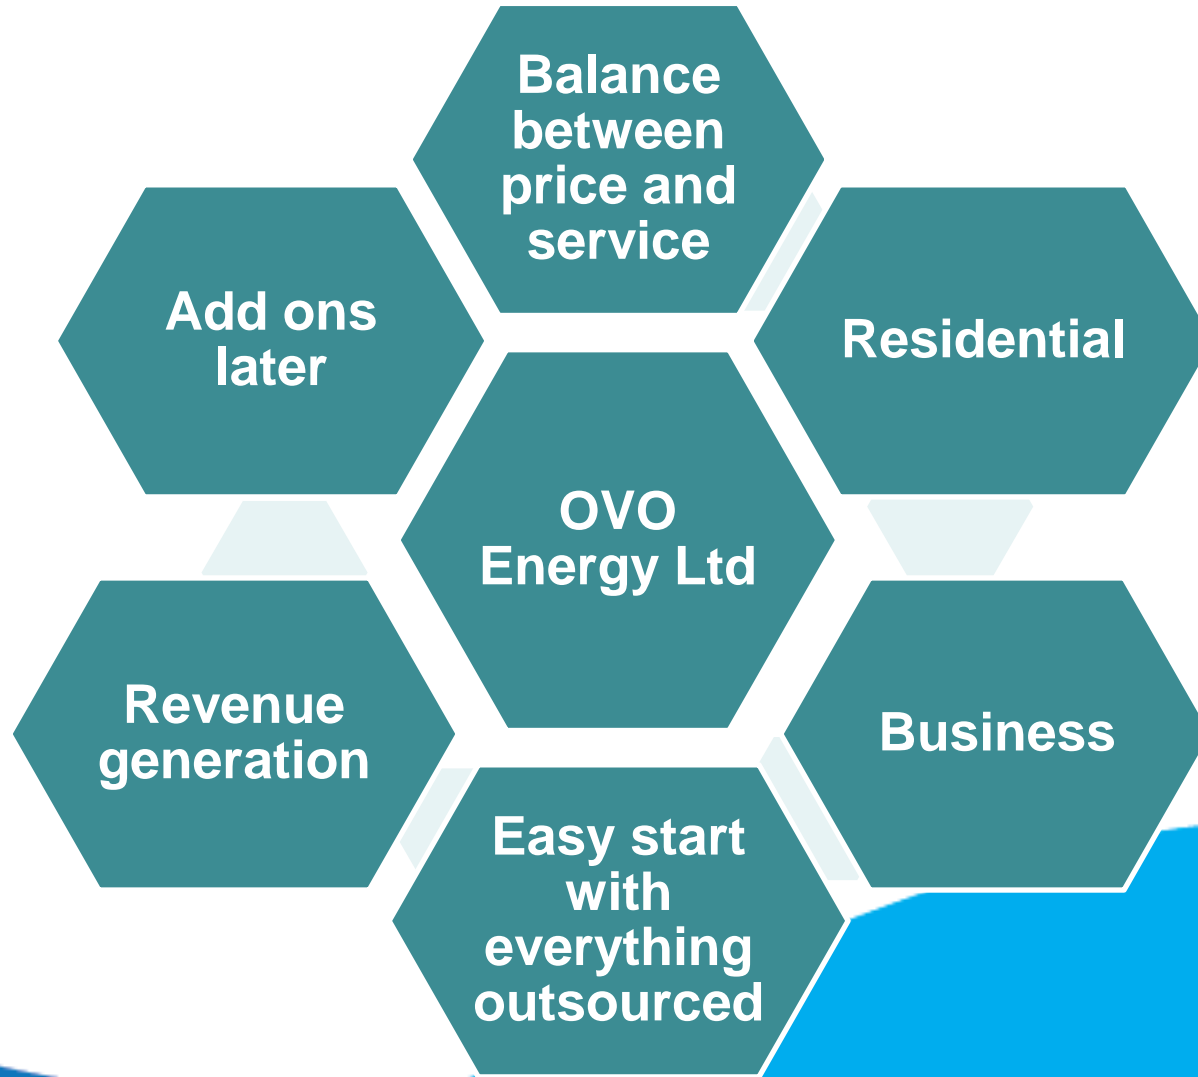 Balance
between
price and
service
Add ons
later
Residential
OVO
Energy Ltd
Revenue
generation
Business
Easy start
with
everything
outsourced